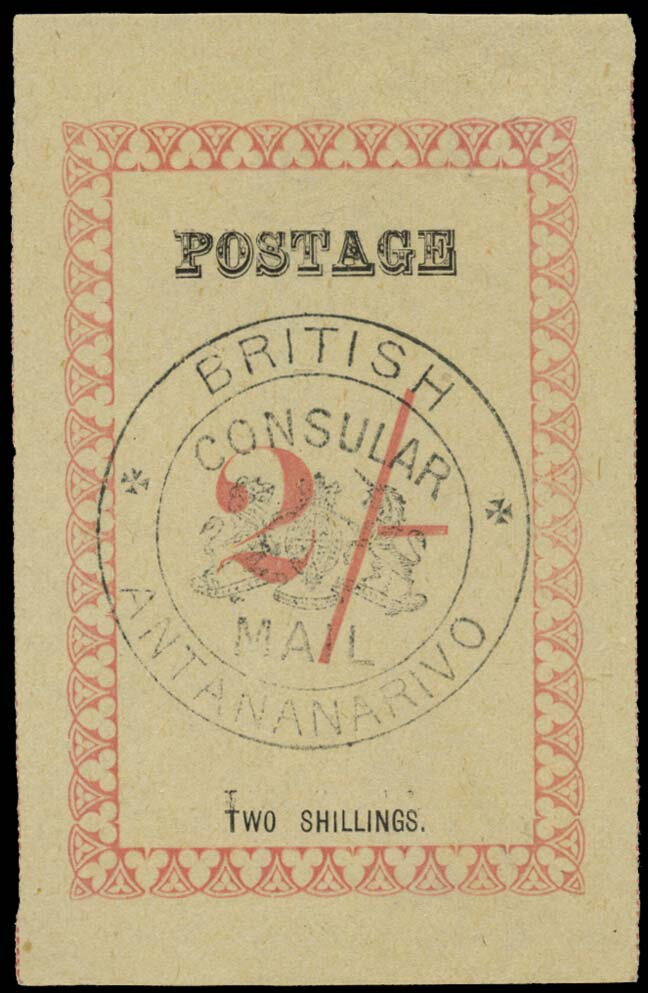 POSTAGE
BRITISH
CONSULAR
2/-
MAIL
ANTANANARIVO
TWO SHILLINGS.